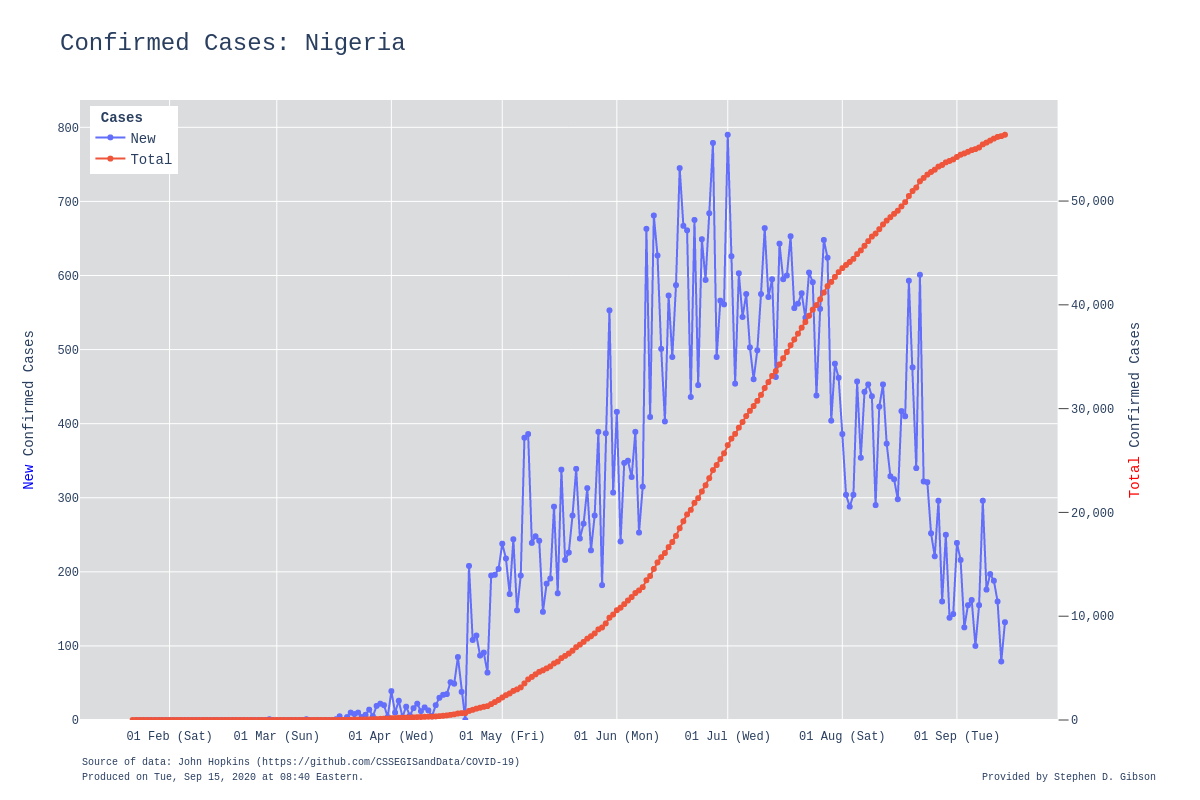 Confirmed Cases: Nigeria
Cases
New
Total
800
700
600
500
400
300
200
100
0
New Confirmed Cases
50,000
40,000
30,000
20,000
10,000
0
Total Confirmed Cases
01 Feb (Sat)
01 Mar (Sun)
01 Apr (Wed)
01 May (Fri)
01 Jun (Mon)
01 Jul (Wed)
01 Aug (Sat)
01 Sep (Tue)
Source of data: John Hopkins (https://github.com/CSSEGISandData/COVID-19)
Produced on Tue, Sep 15, 2020 at 08:40 Eastern.
Provided by Stephen D. Gibson